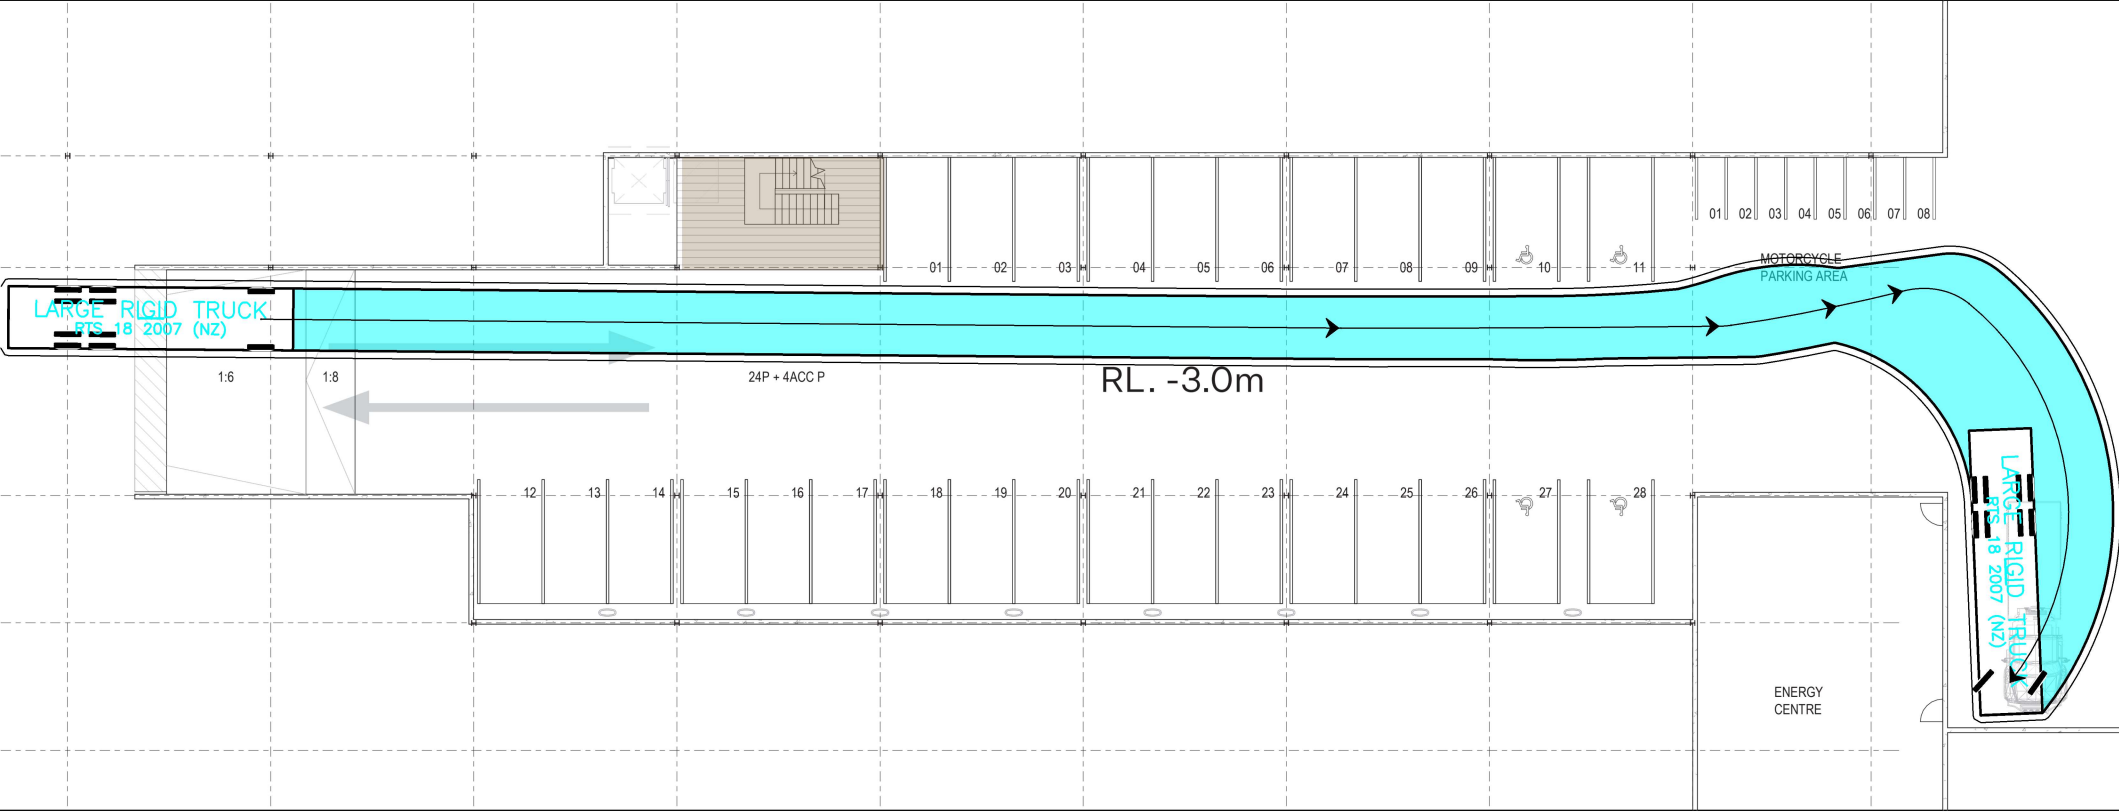 01 02 03 04 05 06 07 08
01 02 03 04 05 06 07 08 09 10 11
MOTORCYCLE
PARKING AREA
LARGE RIGID TRUCK
RTS 18 2007 (NZ)
1:6 1:8
24P + 4ACC P
RL. -3.0m
12 13 14 15 16 17 18 19 20 21 22 23 24 25 26 27 28
LARGE RIGID TRUCK
RTS 18 2007 (NZ)
ENERGY
CENTRE